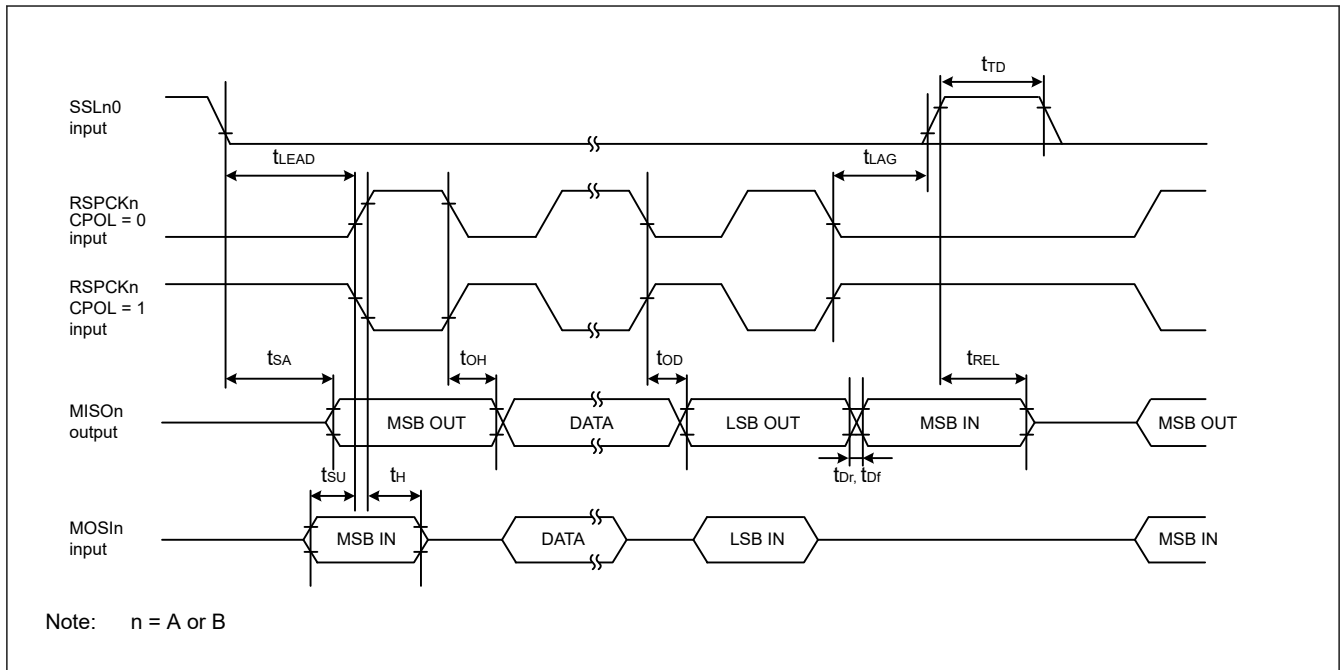 tTD
SSLn0
input
tLEAD
tLAG
RSPCKn
CPOL = 0
input
RSPCKn
CPOL = 1
input
tSA
tOH
tOD
tREL
MISOn
output
MSB OUT
DATA
LSB OUT
MSB IN
MSB OUT
tSU
tH
tDr, tDf
MOSIn
input
MSB IN
DATA
LSB IN
MSB IN
Note: n = A or B